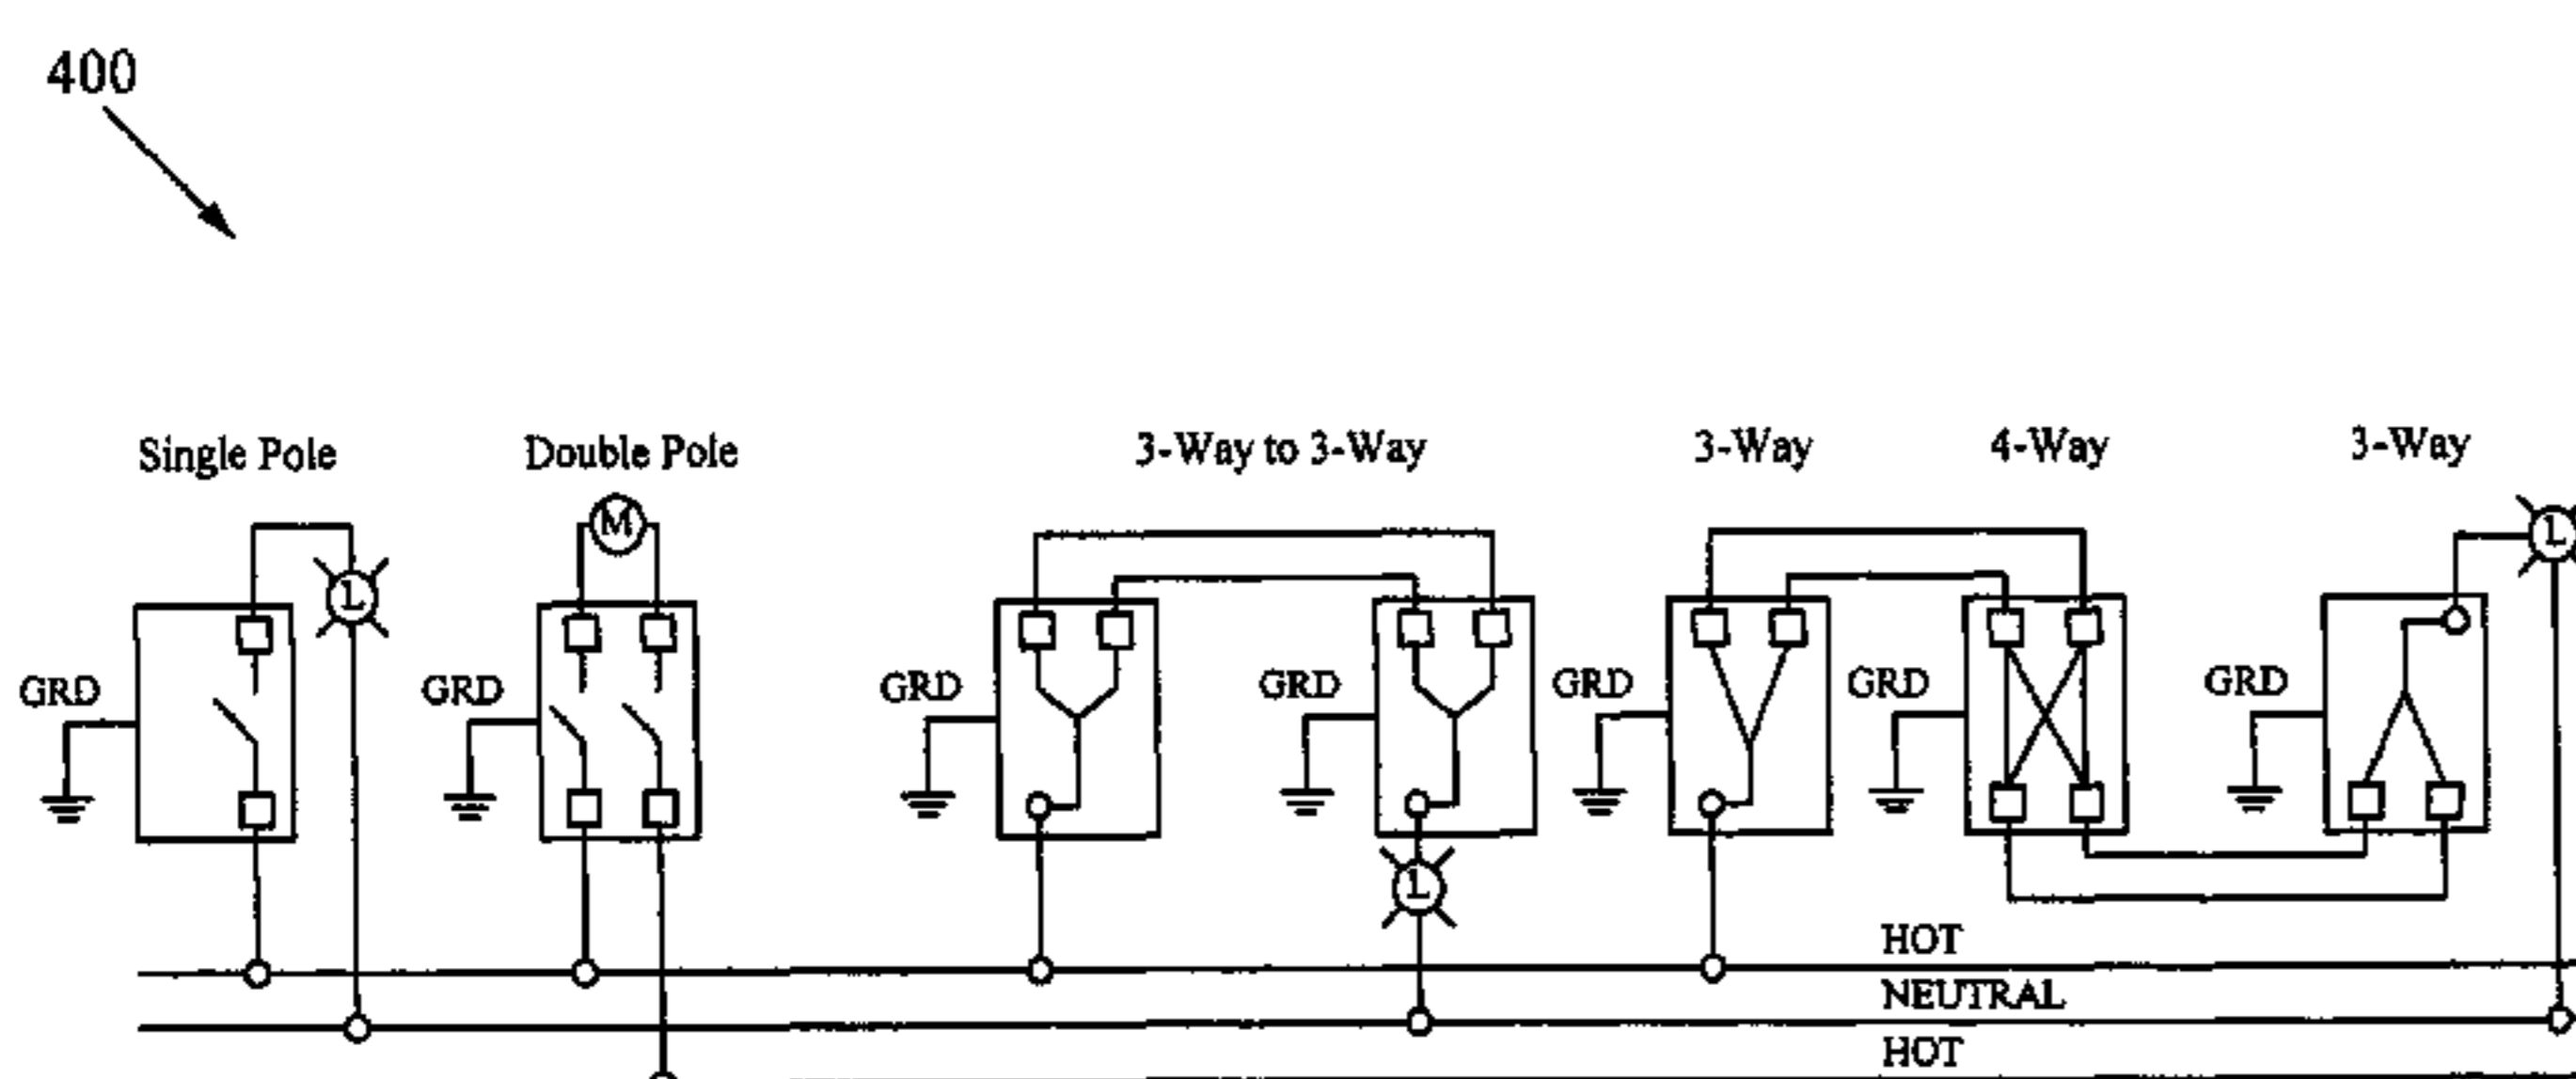 400
Single Pole Double Pole 3-Way to 3-Way 3-Way 4-Way 3-Way
M
L
L
GRD GRD GRD GRD GRD GRD GRD
L
HOT
NEUTRAL
HOT